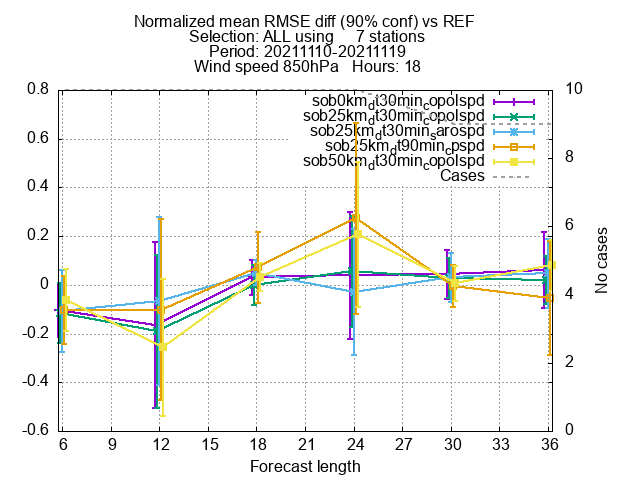 Normalized mean RMSE diff (90% conf) vs REF
Selection: ALL using 7 stations
Period: 20211110-20211119
Wind speed 850hPa Hours: 18
sob0km_dt30min_copolspd
sob25km_dt30min_copolspd
sob25km_dt30min_sarospd
sob25km_dt90min_cpspd
sob50km_dt30min_copolspd
Cases
0.8
0.6
0.4
0.2
0
-0.2
-0.4
-0.6
10
8
6
4
2
0
No cases
6 9 12 15 18 21 24 27 30 33 36
Forecast length